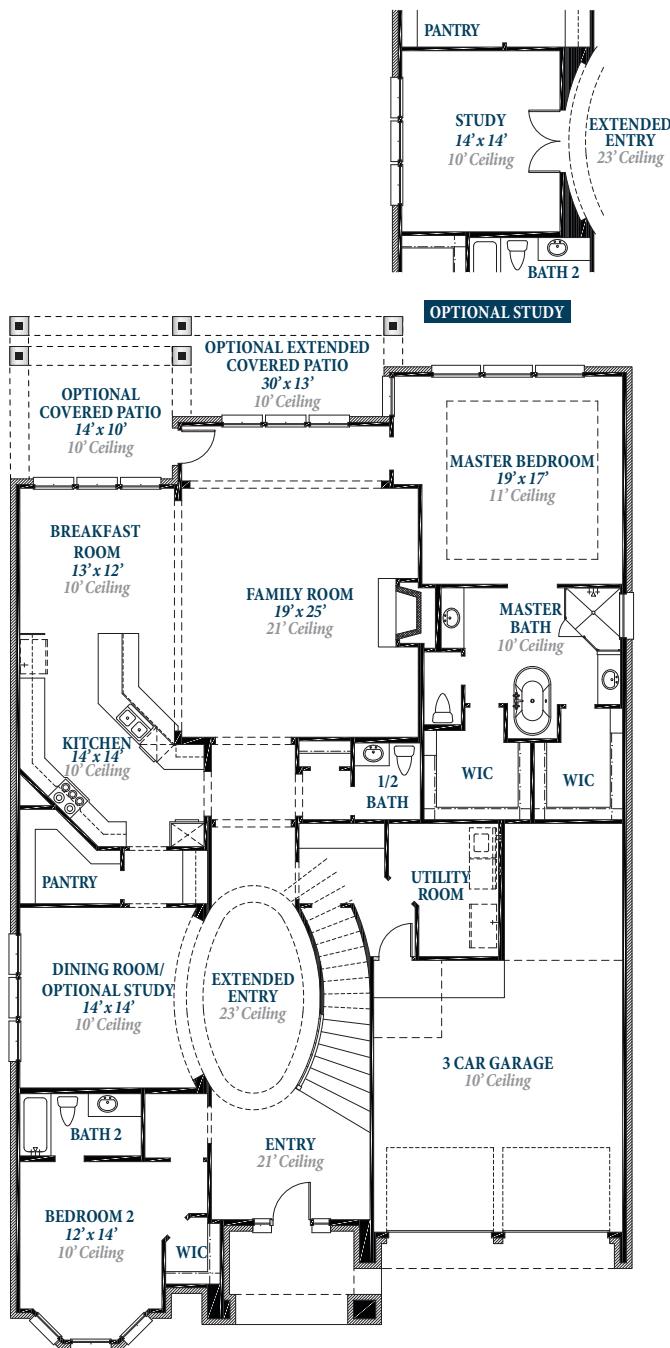 PANTRY
STUDY
14' x 14'
10' Ceiling
EXTENDED
ENTRY
23' Ceiling
BATH 2
OPTIONAL STUDY
OPTIONAL EXTENDED
COVERED PATIO
30' x 13'
10' Ceiling
OPTIONAL
COVERED PATIO
14' x 10'
10' Ceiling
MASTER BEDROOM
19' x 17'
11' Ceiling
BREAKFAST
ROOM
13' x 12'
10' Ceiling
FAMILY ROOM
19' x 25'
21' Ceiling
MASTER
BATH
10' Ceiling
KITCHEN
14' x 14'
10' Ceiling
1/2
BATH
WIC
WIC
PANTRY
UTILITY
ROOM
DINING ROOM/
OPTIONAL STUDY
14' x 14'
10' Ceiling
EXTENDED
ENTRY
23' Ceiling
3 CAR GARAGE
10' Ceiling
BATH 2
ENTRY
21' Ceiling
BEDROOM 2
12' x 14'
10' Ceiling
WIC